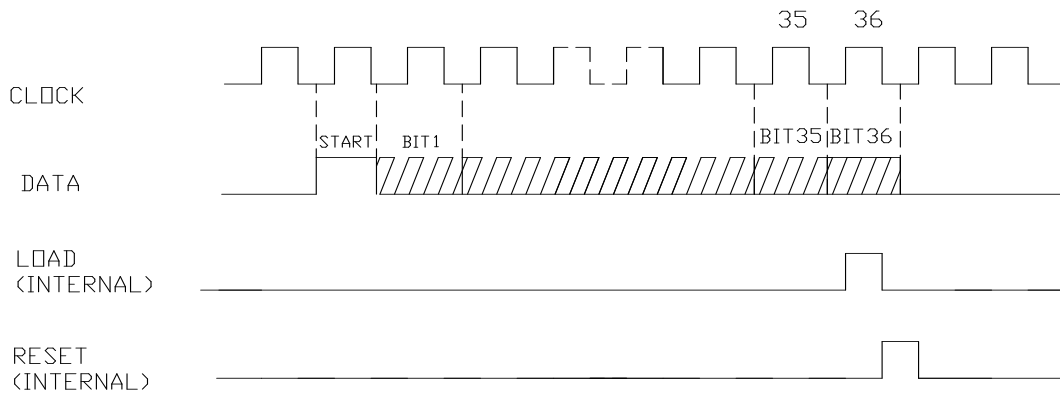 35 36
CLOCK
START BIT1 BIT35 BIT36
DATA
LOAD
(INTERNAL)
RESET
(INTERNAL)